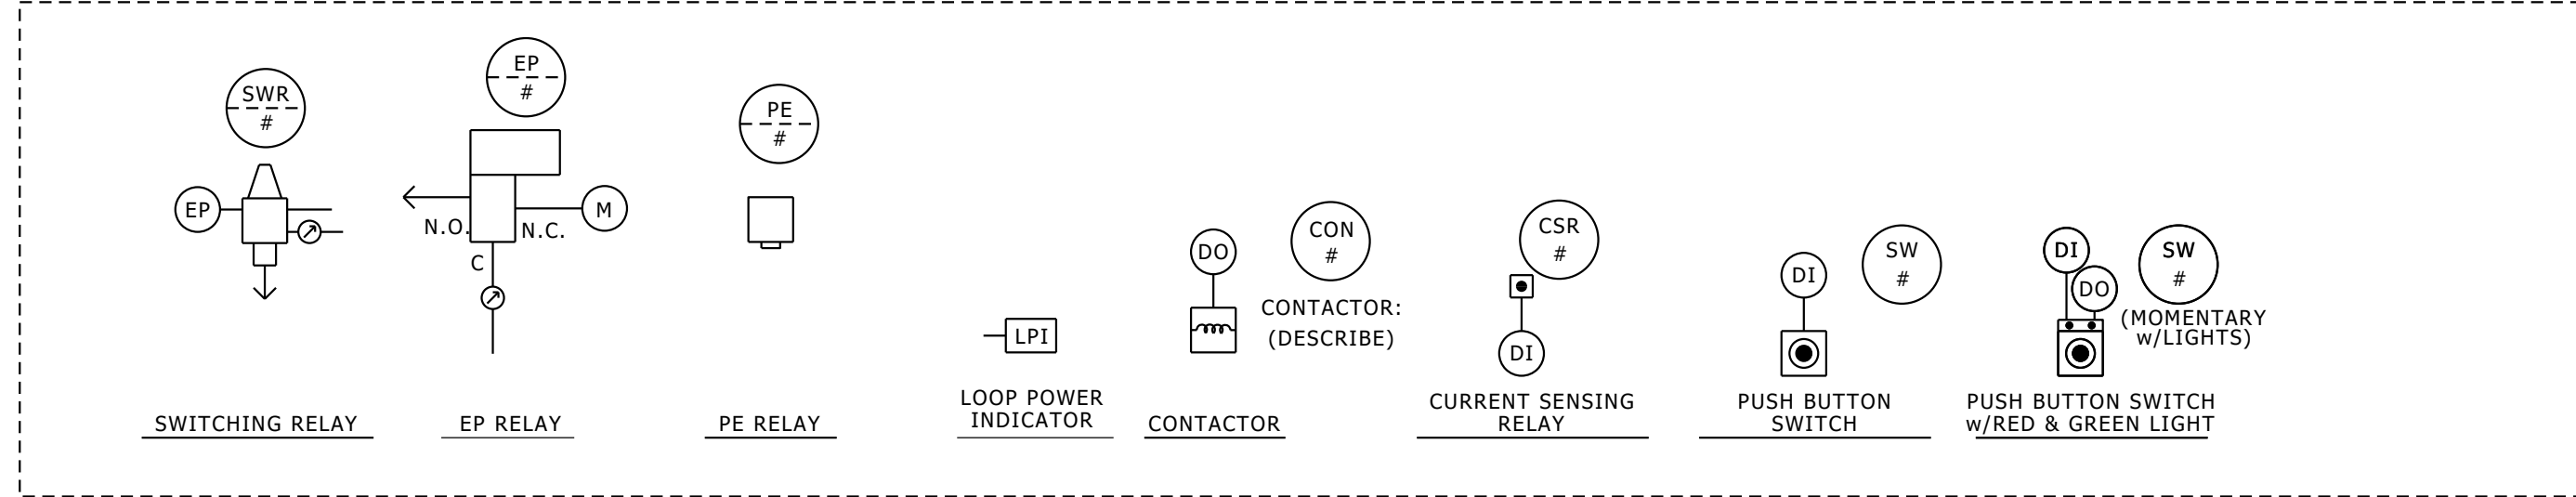 SWR
#
EP
EP
#
N.O.
N.C.
M
C
PE
#
LPI
DO
CON
#
CONTACTOR:
(DESCRIBE)
CSR
#
DI
DI
SW
#
DI
DO
SW
#
(MOMENTARY
w/LIGHTS)
SWITCHING RELAY
EP RELAY
PE RELAY
LOOP POWER
INDICATOR
CONTACTOR
CURRENT SENSING
RELAY
PUSH BUTTON
SWITCH
PUSH BUTTON SWITCH
w/RED & GREEN LIGHT